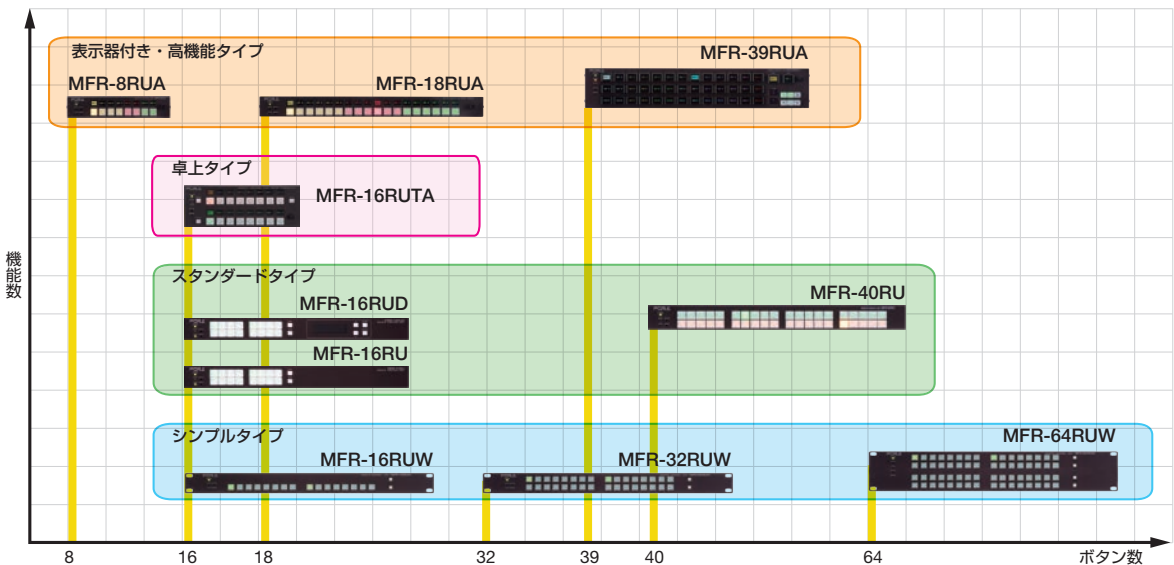 表示器付き・高機能タイプ
MFR-39RUA
MFR-8RUA
MFR-18RUA
卓上タイプ
MFR-16RUTA
機能数
スタンダードタイプ
MFR-16RUD
MFR-40RU
MFR-16RU
シンプルタイプ
MFR-64RUW
MFR-16RUW
MFR-32RUW
8 16 18 32 39 40 64 ボタン数